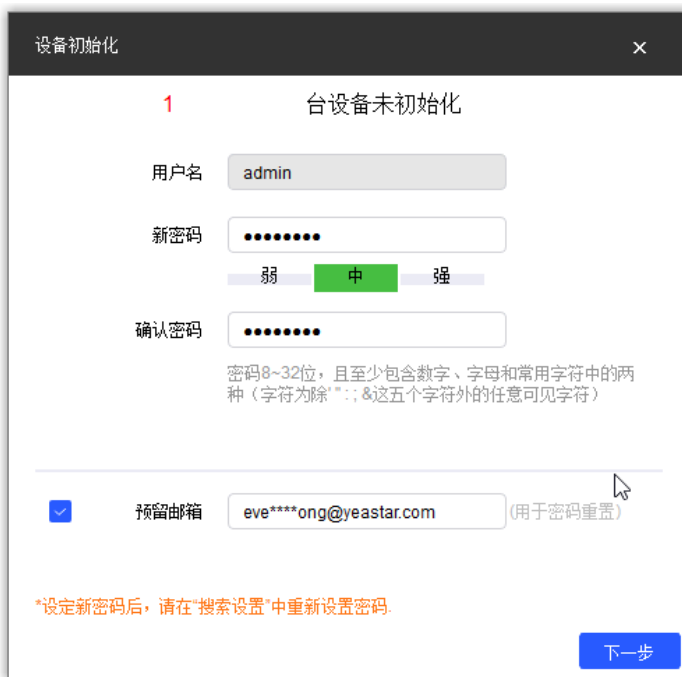 设备初始化
1 台设备未初始化
用户名 admin
新密码 ●●●●●●●●
弱 中 强
确认密码 ●●●●●●●●
密码8~32位，且至少包含数字、字母和常用字符中的两
种（字符为除' " : ; &这五个字符外的任意可见字符）
预留邮箱 eve****ong@yeastar.com (用于密码重置)
*设定新密码后，请在“搜索设置”中重新设置密码.
下一步